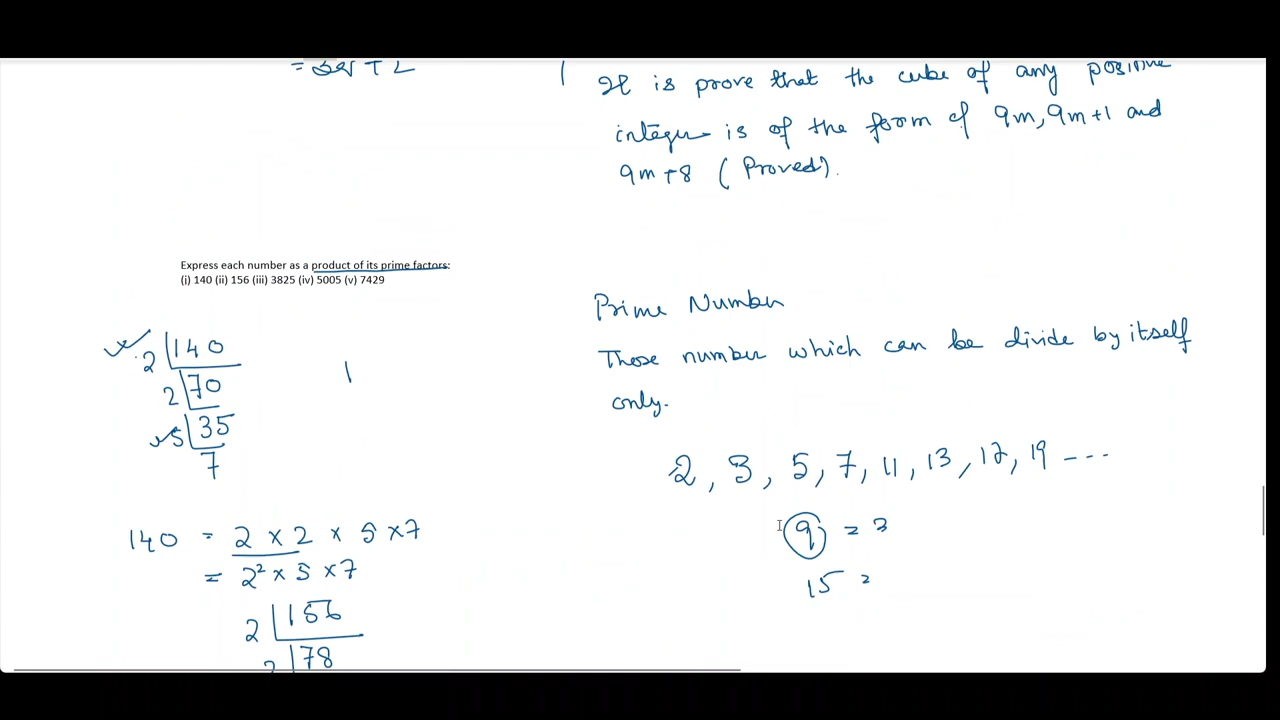 It is prove that the cube of any positive
integer is of the form of 9m, 9m+1 and
9m+8 (Proved).
Express each number as a product of its prime factors:
(i) 140 (ii) 156 (iii) 3825 (iv) 5005 (v) 7429
2 140
2 70
5 35
7
1
140 = 2 × 2 × 5 × 7
= 2² × 5 × 7
2 156
2 78
Prime Number
Those number which can be divide by itself
only.
2, 3, 5, 7, 11, 13, 17, 19 ---
9 = 3
15 =